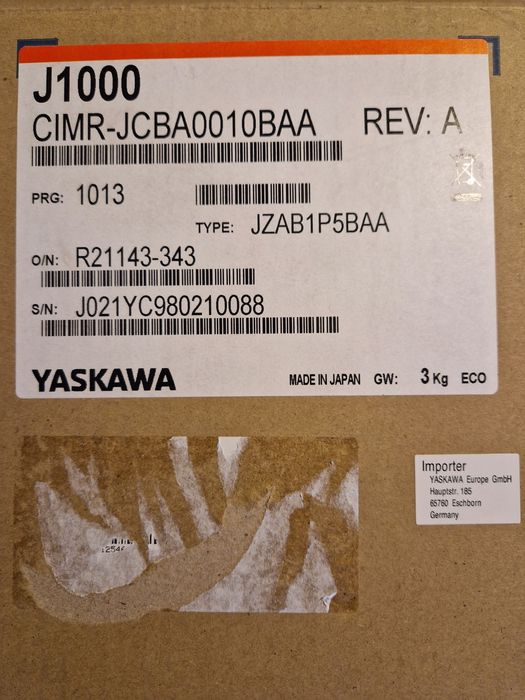 J1000
CIMR-JCBA0010BAA REV: A
PRG: 1013
TYPE: JZAB1P5BAA
O/N: R21143-343
S/N: J021YC980210088
YASKAWA MADE IN JAPAN GW: 3 Kg ECO
Importer
YASKAWA Europe GmbH
Hauptstr. 185
65760 Eschborn
Germany